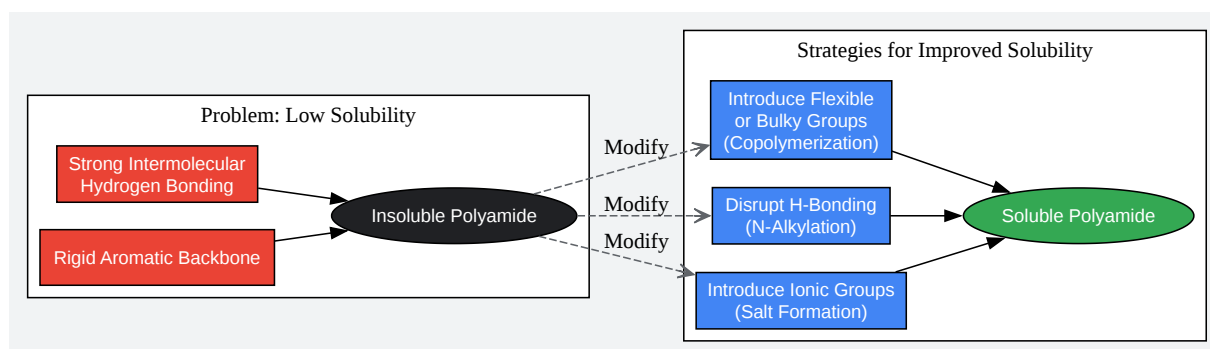 Problem: Low Solubility
Strong Intermolecular
Hydrogen Bonding
Rigid Aromatic Backbone
Insoluble Polyamide
Modify
Modify
Modify
Strategies for Improved Solubility
Introduce Flexible
or Bulky Groups
(Copolymerization)
Disrupt H-Bonding
(N-Alkylation)
Introduce Ionic Groups
(Salt Formation)
Soluble Polyamide